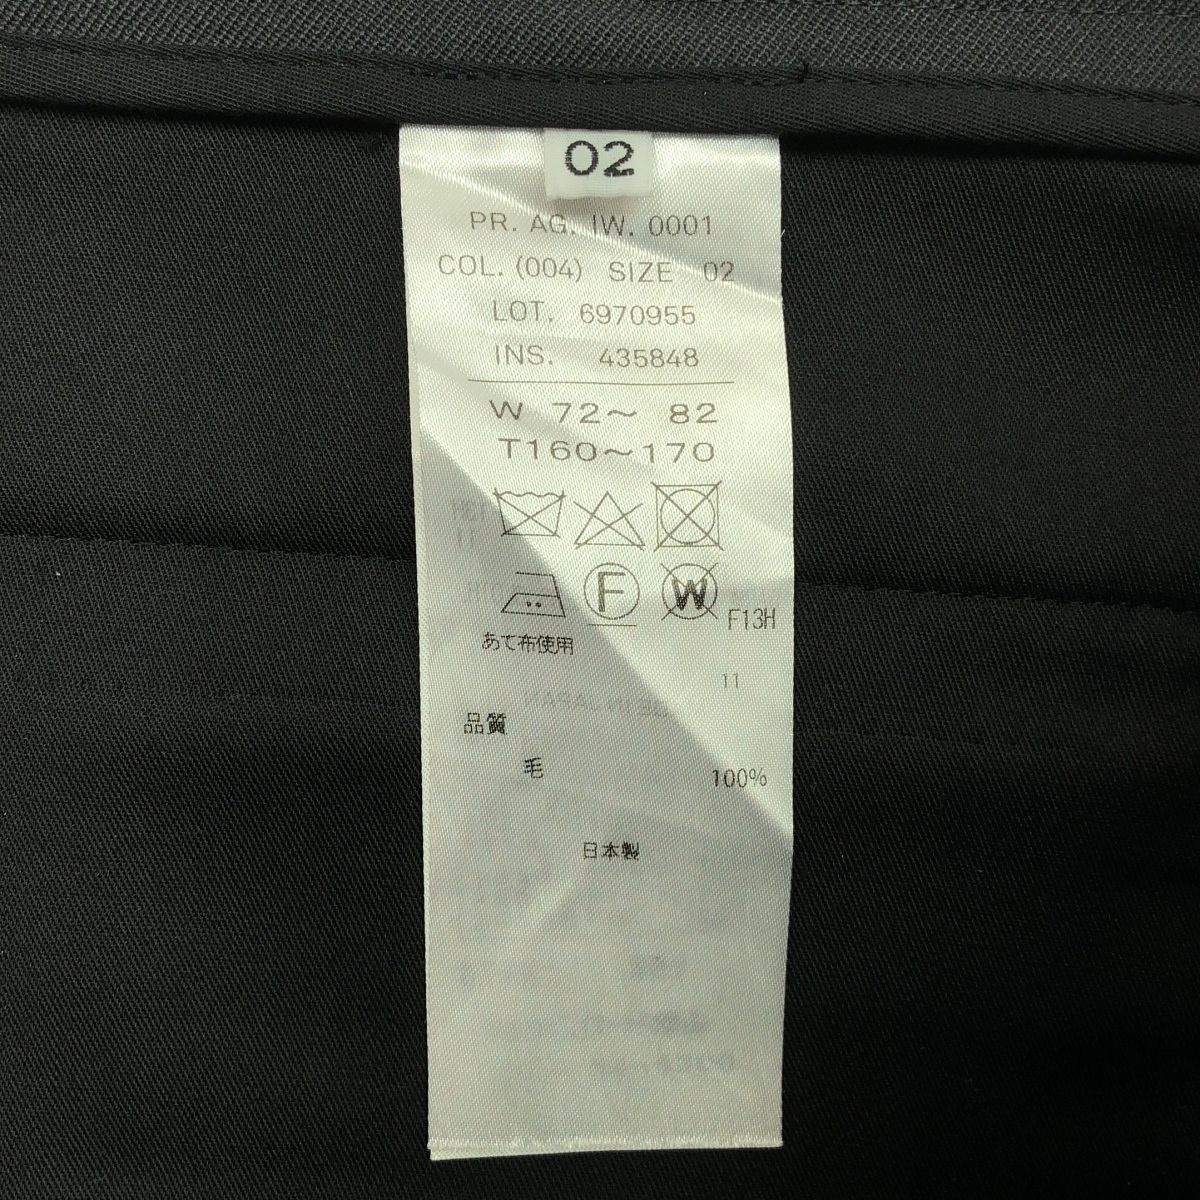 02
PR. AG. IW. 0001
COL. (004) SIZE 02
LOT. 6970955
INS. 435848
W 72～ 82
T160～170
F W F13H
あて布使用
11
品質
毛 100%
日本製